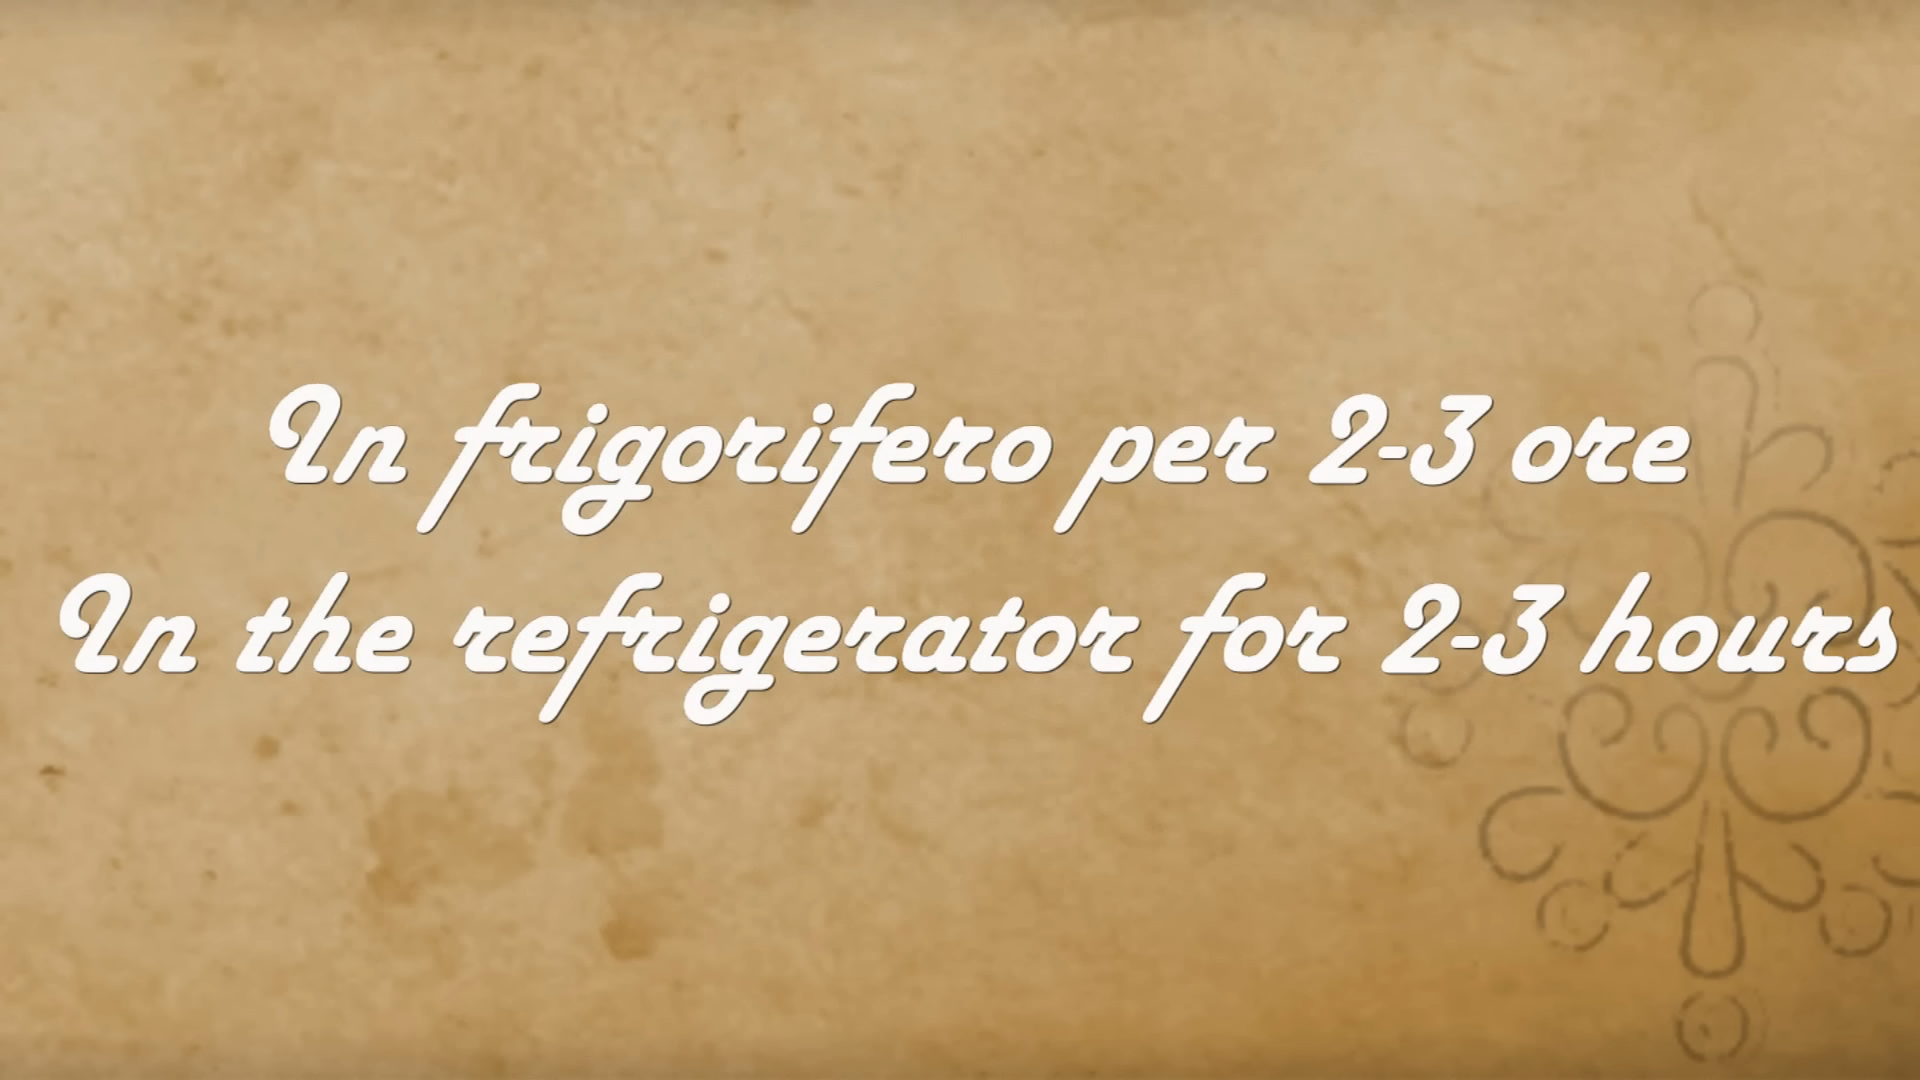 In frigorifero per 2-3 ore
In the refrigerator for 2-3 hours